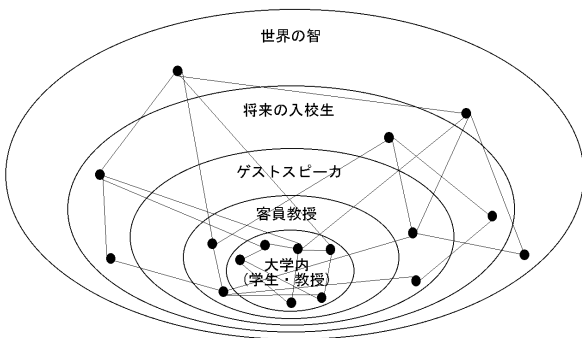 世界の智
将来の入校生
ゲストスピーカ
客員教授
大学内
(学生・教授)